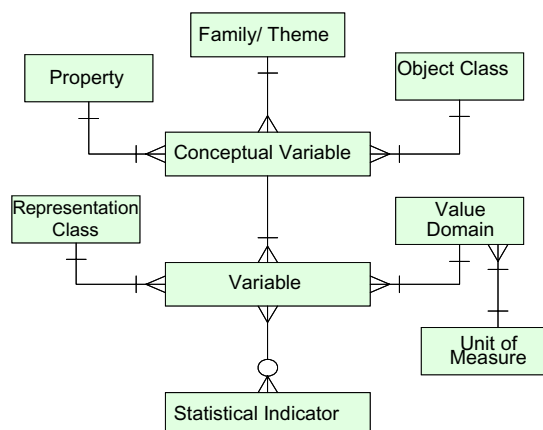 Family/ Theme
Property
Object Class
Conceptual Variable
Representation
Class
Value
Domain
Variable
Unit of
Measure
Statistical Indicator